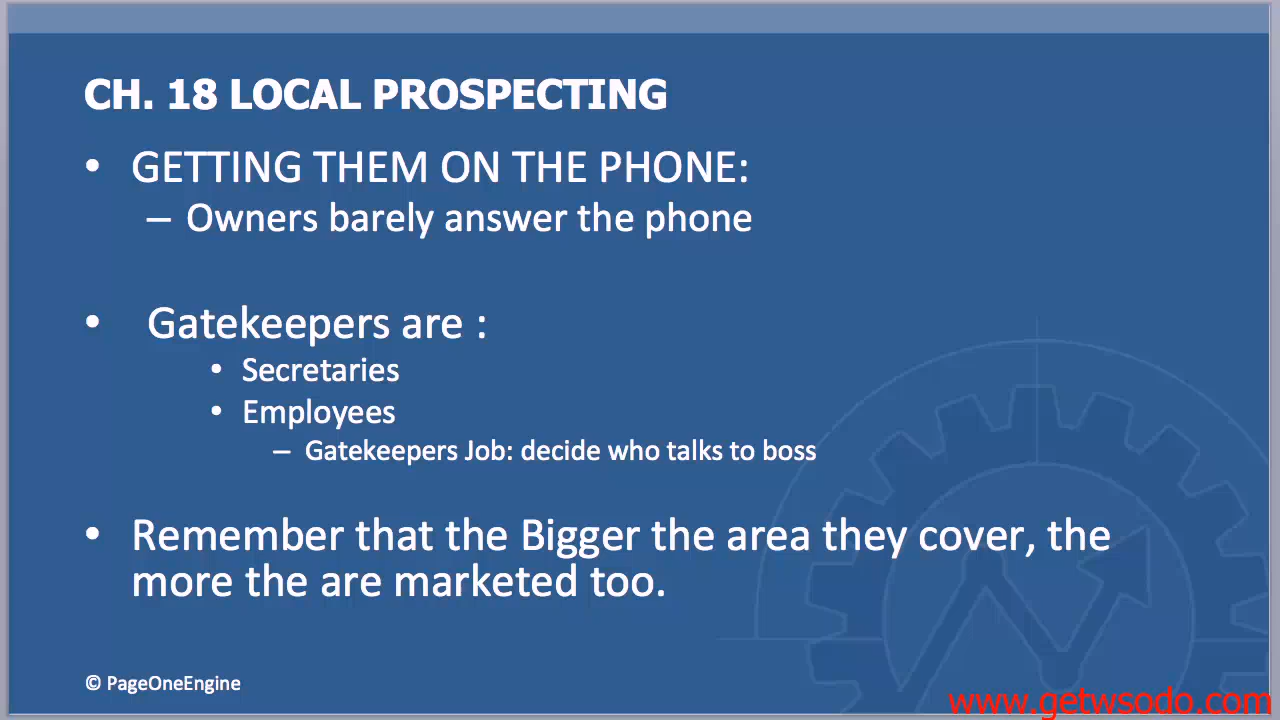 CH. 18 LOCAL PROSPECTING
• GETTING THEM ON THE PHONE:
– Owners barely answer the phone
• Gatekeepers are :
• Secretaries
• Employees
– Gatekeepers Job: decide who talks to boss
• Remember that the Bigger the area they cover, the
more the are marketed too.
© PageOneEngine
www.getwsodo.com